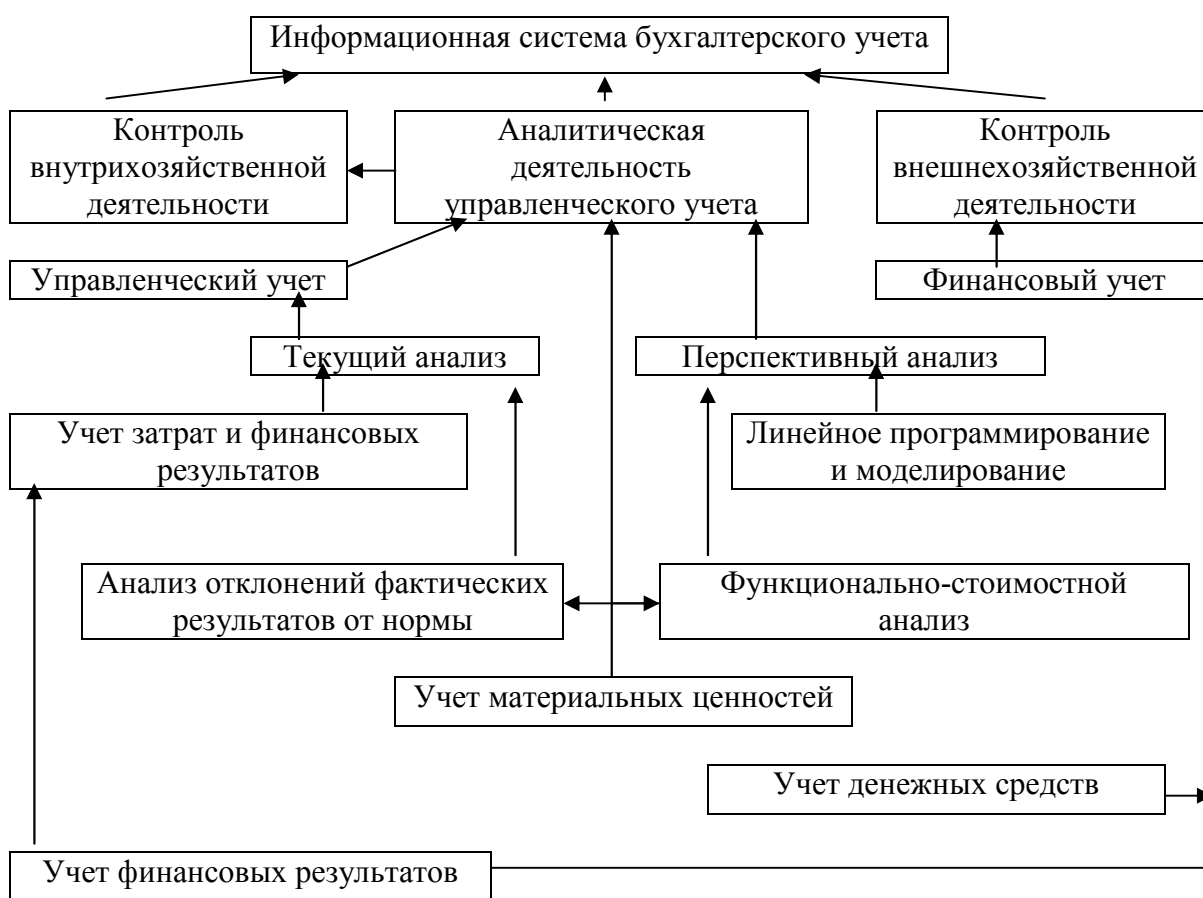 Информационная система бухгалтерского учета
Контроль
внутрихозяйственной
деятельности
Аналитическая
деятельность
управленческого учета
Контроль
внешнехозяйственной
деятельности
Управленческий учет
Финансовый учет
Текущий анализ
Перспективный анализ
Учет затрат и финансовых
результатов
Линейное программирование
и моделирование
Анализ отклонений фактических
результатов от нормы
Функционально-стоимостной
анализ
Учет материальных ценностей
Учет денежных средств
Учет финансовых результатов